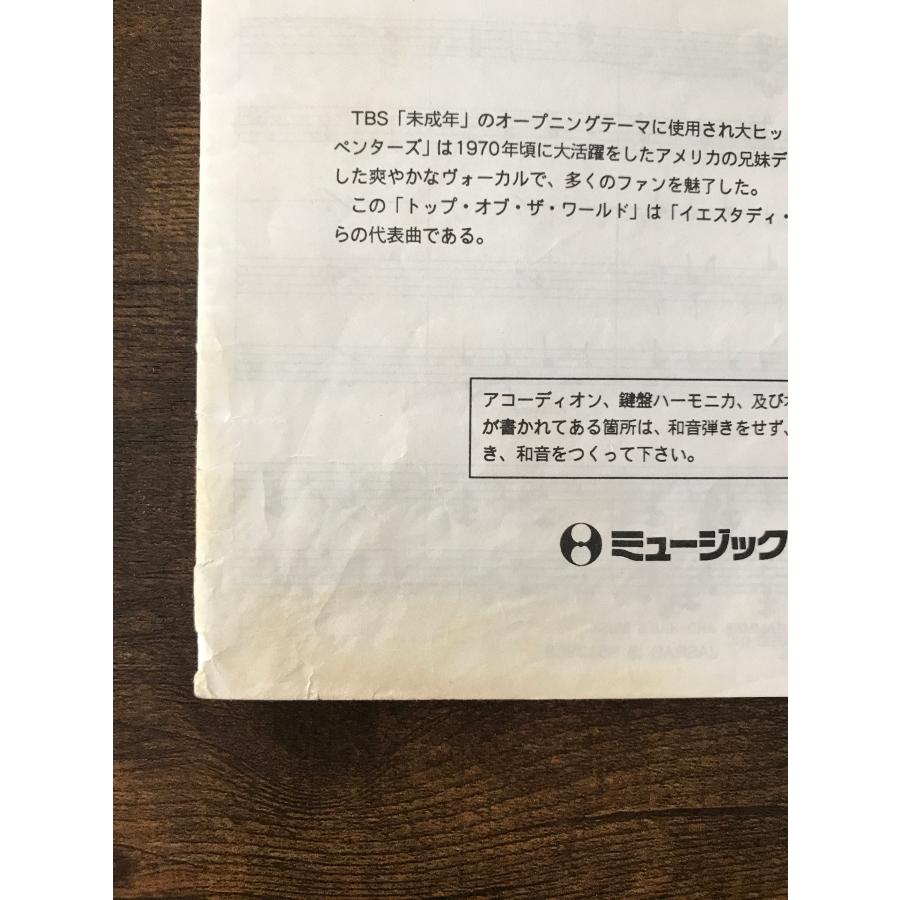 TBS「未成年」のオープニングテーマに使用され大ヒッ
ペンターズ」は1970年頃に大活躍をしたアメリカの兄妹デ
した爽やかなヴォーカルで、多くのファンを魅了した。
この「トップ・オブ・ザ・ワールド」は「イエスタディ・
らの代表曲である。
アコーディオン、鍵盤ハーモニカ、及び
が書かれてある箇所は、和音弾きをせず、
き、和音をつくって下さい。
ミュージック